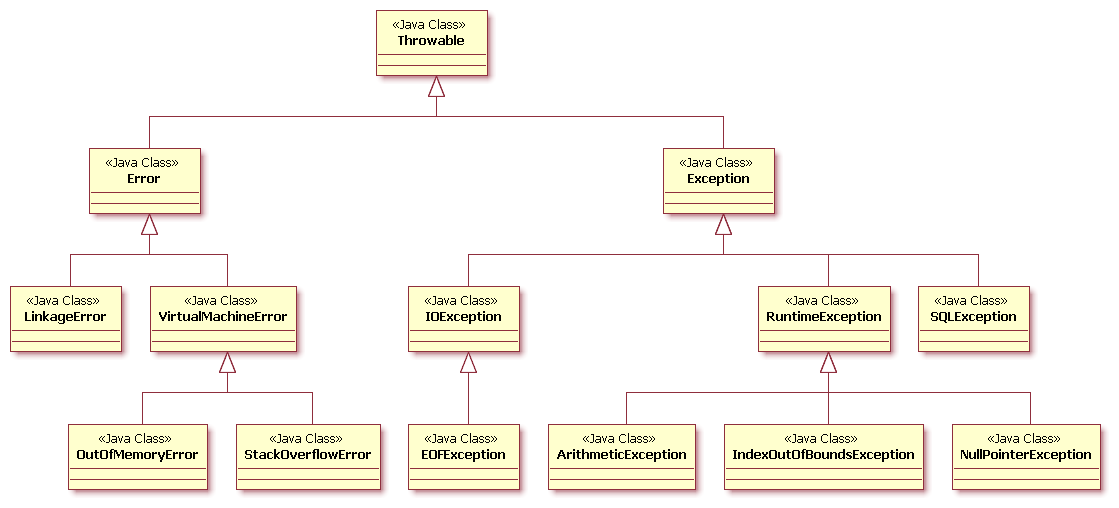 «Java Class»
Throwable
«Java Class»
Error
«Java Class»
Exception
«Java Class»
LinkageError
«Java Class»
VirtualMachineError
«Java Class»
IOException
«Java Class»
RuntimeException
«Java Class»
SQLException
«Java Class»
OutOfMemoryError
«Java Class»
StackOverflowError
«Java Class»
EOFException
«Java Class»
ArithmeticException
«Java Class»
IndexOutOfBoundsException
«Java Class»
NullPointerException